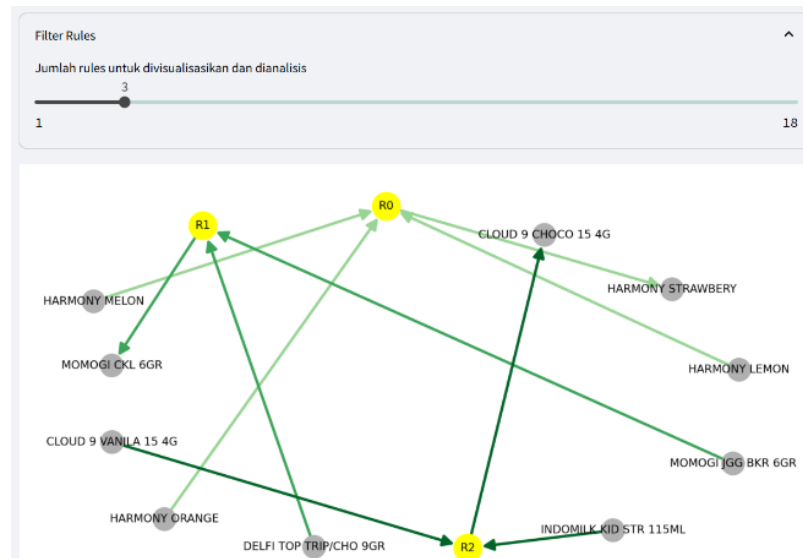 Filter Rules
Jumlah rules untuk divisualisasikan dan dianalisis
3
1
18
R0
R1
CLOUD 9 CHOCO 15 4G
HARMONY STRAWBERY
HARMONY MELON
MOMOGI CKL 6GR
HARMONY LEMON
CLOUD 9 VANILA 15 4G
MOMOGI JGG BKR 6GR
HARMONY ORANGE
INDOMILK KID STR 115ML
DELFI TOP TRIP/CHO 9GR
R2